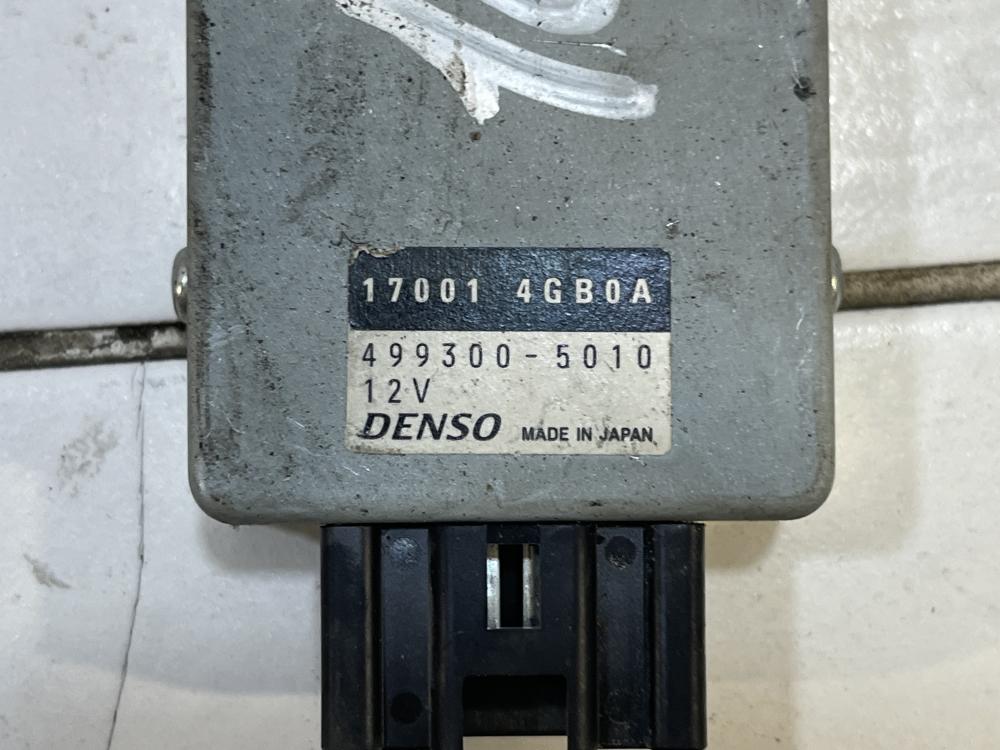 17001 4GB0A
499300-5010
12V
DENSO MADE IN JAPAN